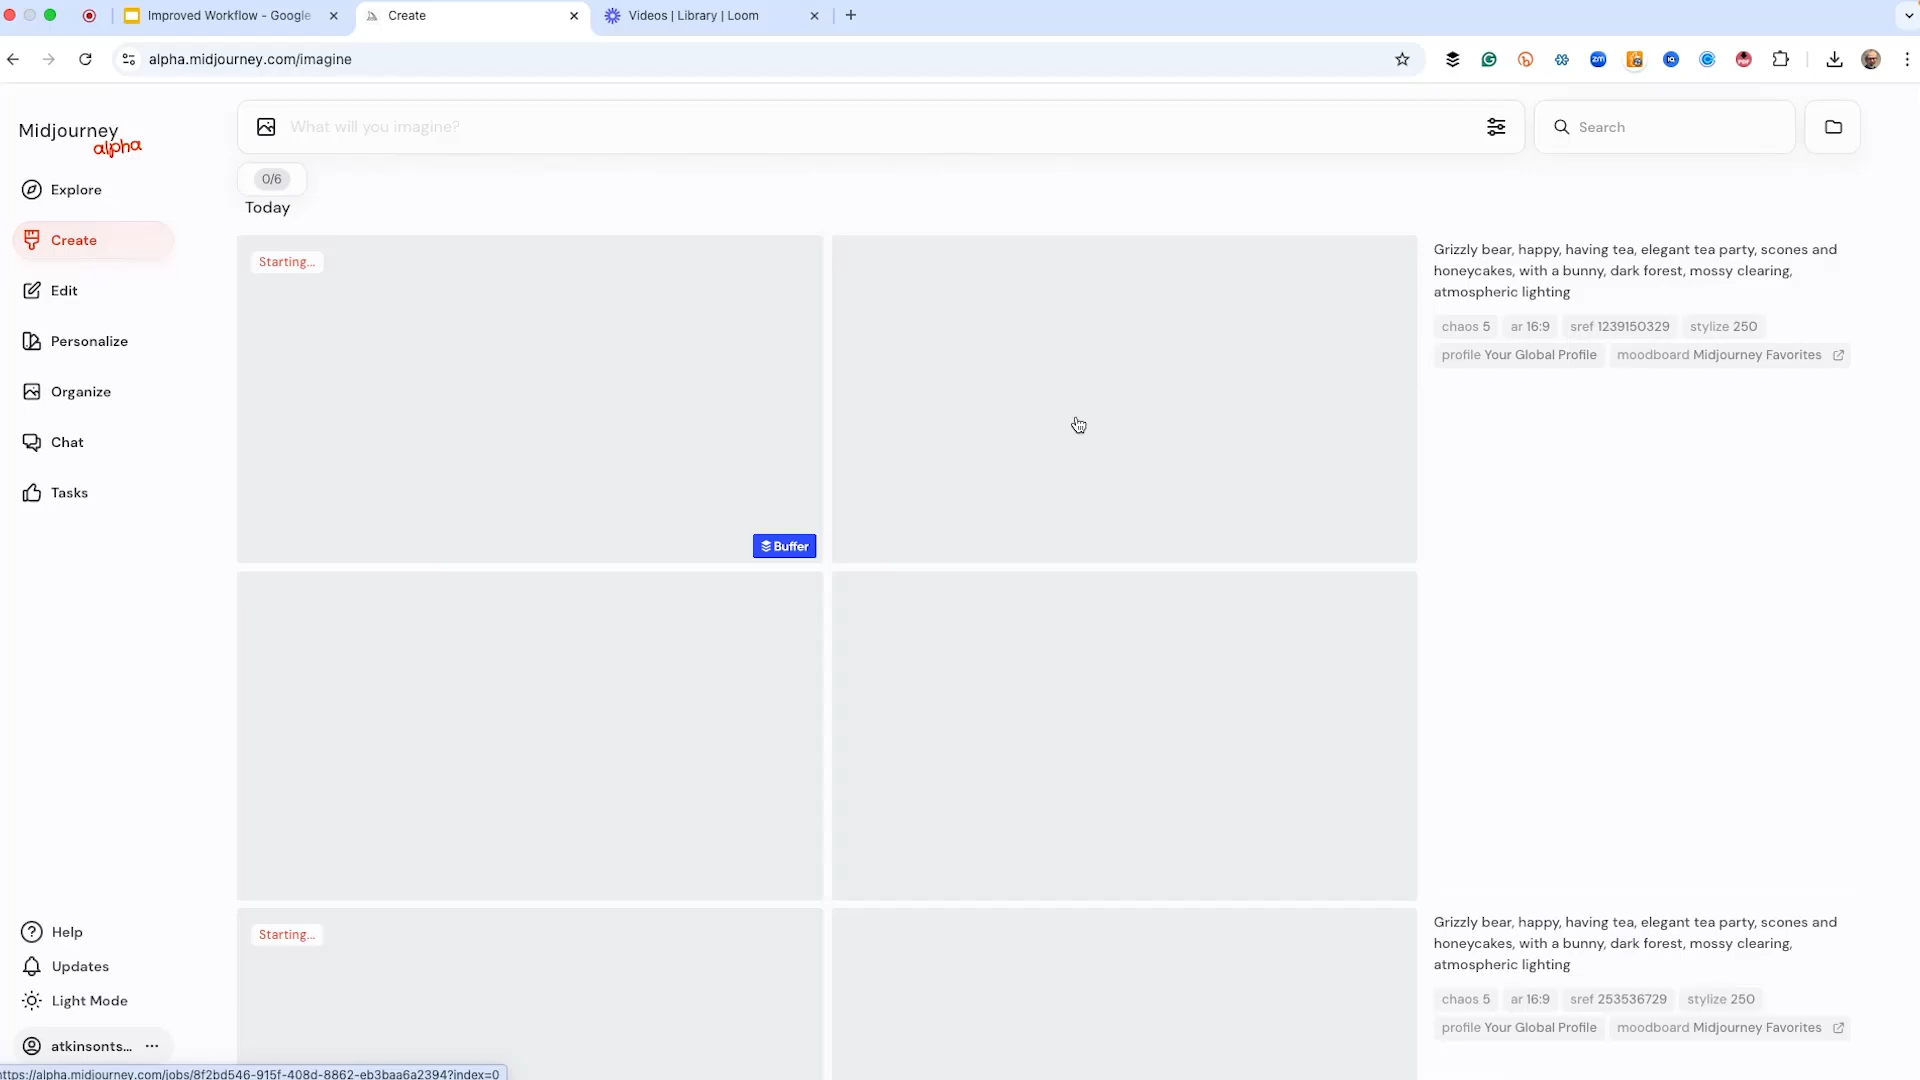 Improved Workflow - Google
Create
Videos | Library | Loom
alpha.midjourney.com/imagine
Midjourney
alpha
What will you imagine?
Search
0/6
Today
Explore
Create
Edit
Personalize
Organize
Chat
Tasks
Starting...
Buffer
Grizzly bear, happy, having tea, elegant tea party, scones and
honeycakes, with a bunny, dark forest, mossy clearing,
atmospheric lighting
chaos 5 ar 16:9 sref 1239150329 stylize 250
profile Your Global Profile moodboard Midjourney Favorites
Starting...
Grizzly bear, happy, having tea, elegant tea party, scones and
honeycakes, with a bunny, dark forest, mossy clearing,
atmospheric lighting
chaos 5 ar 16:9 sref 253536729 stylize 250
profile Your Global Profile moodboard Midjourney Favorites
Help
Updates
Light Mode
atkinsonts...
https://alpha.midjourney.com/jobs/8f2bd546-915f-408d-8862-eb3baa6a2394?index=0